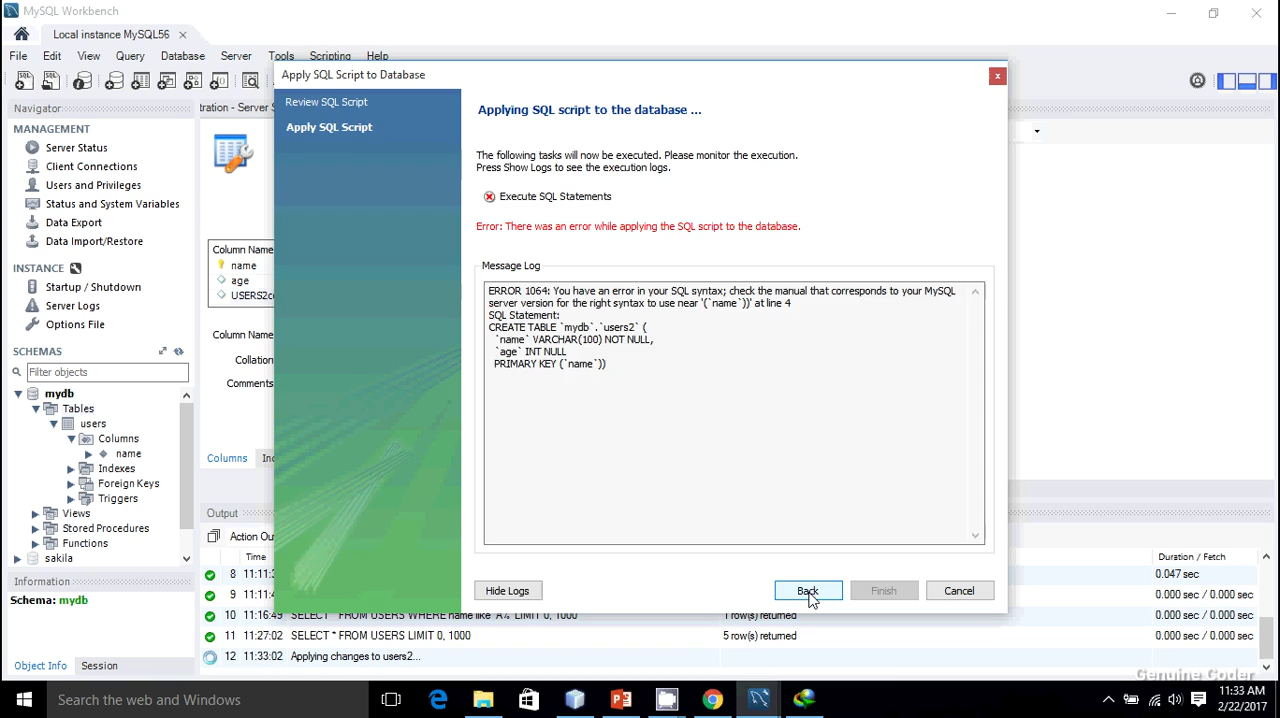 MySQL Workbench
Local instance MySQL56
File Edit View Query Database Server Tools Scripting Help
Navigator
MANAGEMENT
Server Status
Client Connections
Users and Privileges
Status and System Variables
Data Export
Data Import/Restore
INSTANCE
Startup / Shutdown
Server Logs
Options File
SCHEMAS
Filter objects
mydb
Tables
users
Columns
name
Indexes
Foreign Keys
Triggers
Views
Stored Procedures
Functions
sakila
Information
Schema: mydb
Object Info Session
tration - Server S
Column Name
name
age
USERS2c
Collation
Comments
Columns In
Apply SQL Script to Database
x
Review SQL Script
Apply SQL Script
Applying SQL script to the database ...
The following tasks will now be executed. Please monitor the execution.
Press Show Logs to see the execution logs.
Execute SQL Statements
Error: There was an error while applying the SQL script to the database.
Message Log
ERROR 1064: You have an error in your SQL syntax; check the manual that corresponds to your MySQL
server version for the right syntax to use near '(`name`))' at line 4
SQL Statement:
CREATE TABLE `mydb`.`users2` (
`name` VARCHAR(100) NOT NULL,
`age` INT NULL
PRIMARY KEY (`name`))
Hide Logs Back Finish Cancel
Output
Action Ou
Time Duration / Fetch
8 11:11: 0.047 sec
9 11:11:4 0.000 sec / 0.000 sec
10 11:16:49 SELECT * FROM USERS WHERE name like 'A%' LIMIT 0, 1000 1 row(s) returned 0.000 sec / 0.000 sec
11 11:27:02 SELECT * FROM USERS LIMIT 0, 1000 5 row(s) returned 0.000 sec / 0.000 sec
12 11:33:02 Applying changes to users2...
Genuine Coder
Search the web and Windows
11:33 AM
2/22/2017